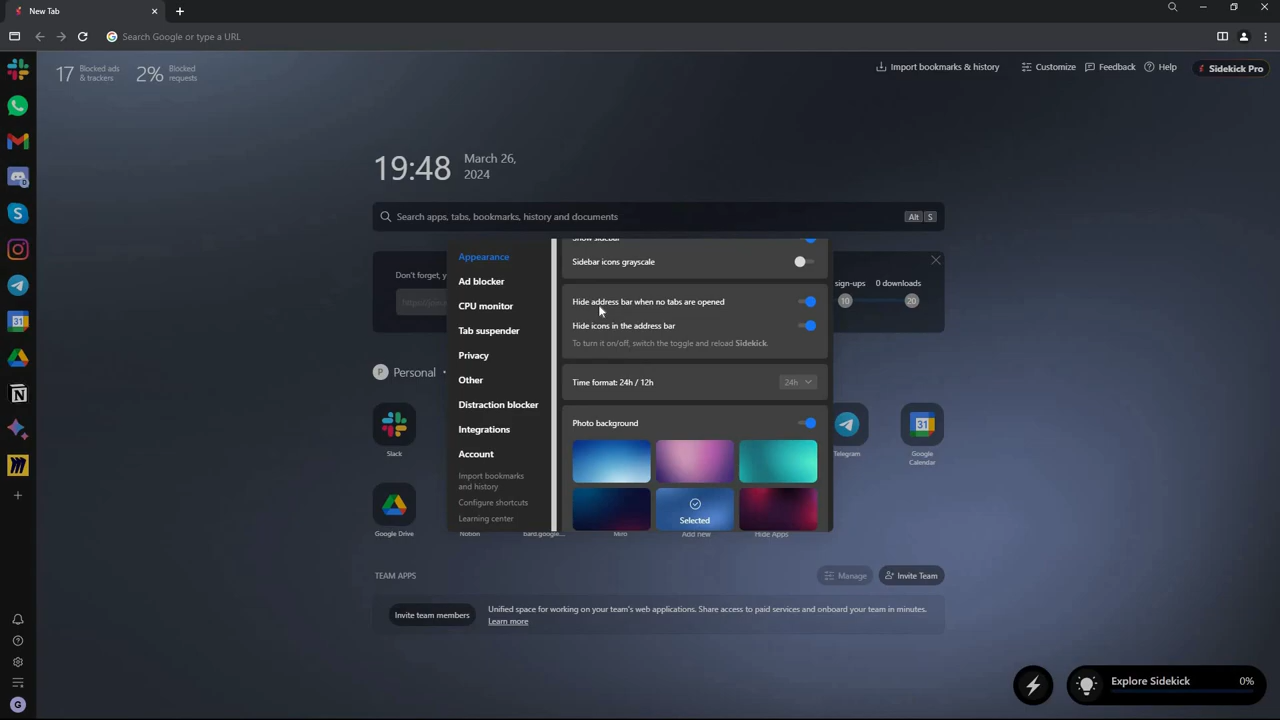 New Tab
Search Google or type a URL
17 Blocked ads & trackers
2% Blocked requests
Import bookmarks & history
Customize
Feedback
Help
Sidekick Pro
19:48
March 26, 2024
Search apps, tabs, bookmarks, history and documents
Alt S
Don't forget, y
https://join.
sign-ups
0 downloads
10
20
Appearance
Ad blocker
CPU monitor
Tab suspender
Privacy
Other
Distraction blocker
Integrations
Account
Import bookmarks
and history
Configure shortcuts
Learning center
Show sidebar
Sidebar icons grayscale
Hide address bar when no tabs are opened
Hide icons in the address bar
To turn it on/off, switch the toggle and reload Sidekick.
Time format: 24h / 12h
24h
Photo background
Selected
P Personal •
Slack
Telegram
31
Google
Calendar
Google Drive
Notion
bard.google...
Miro
Add new
Hide Apps
TEAM APPS
Manage
Invite Team
Invite team members
Unified space for working on your team's web applications. Share access to paid services and onboard your team in minutes.
Learn more
Explore Sidekick
0%
G